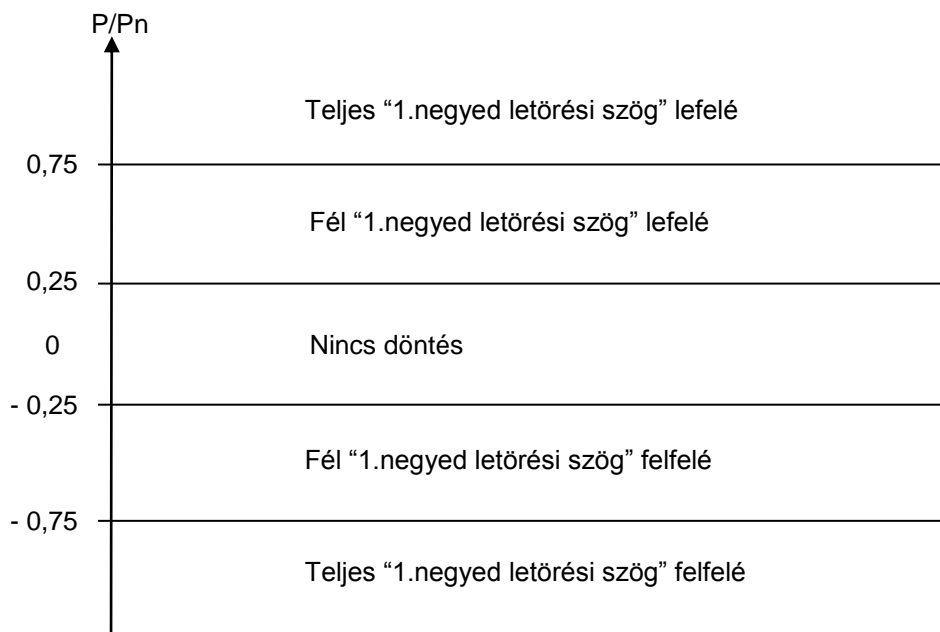 P/Pn
Teljes “1.negyed letörési szög” lefelé
0,75
Fél “1.negyed letörési szög” lefelé
0,25
0 Nincs döntés
- 0,25
Fél “1.negyed letörési szög” felfelé
- 0,75
Teljes “1.negyed letörési szög” felfelé